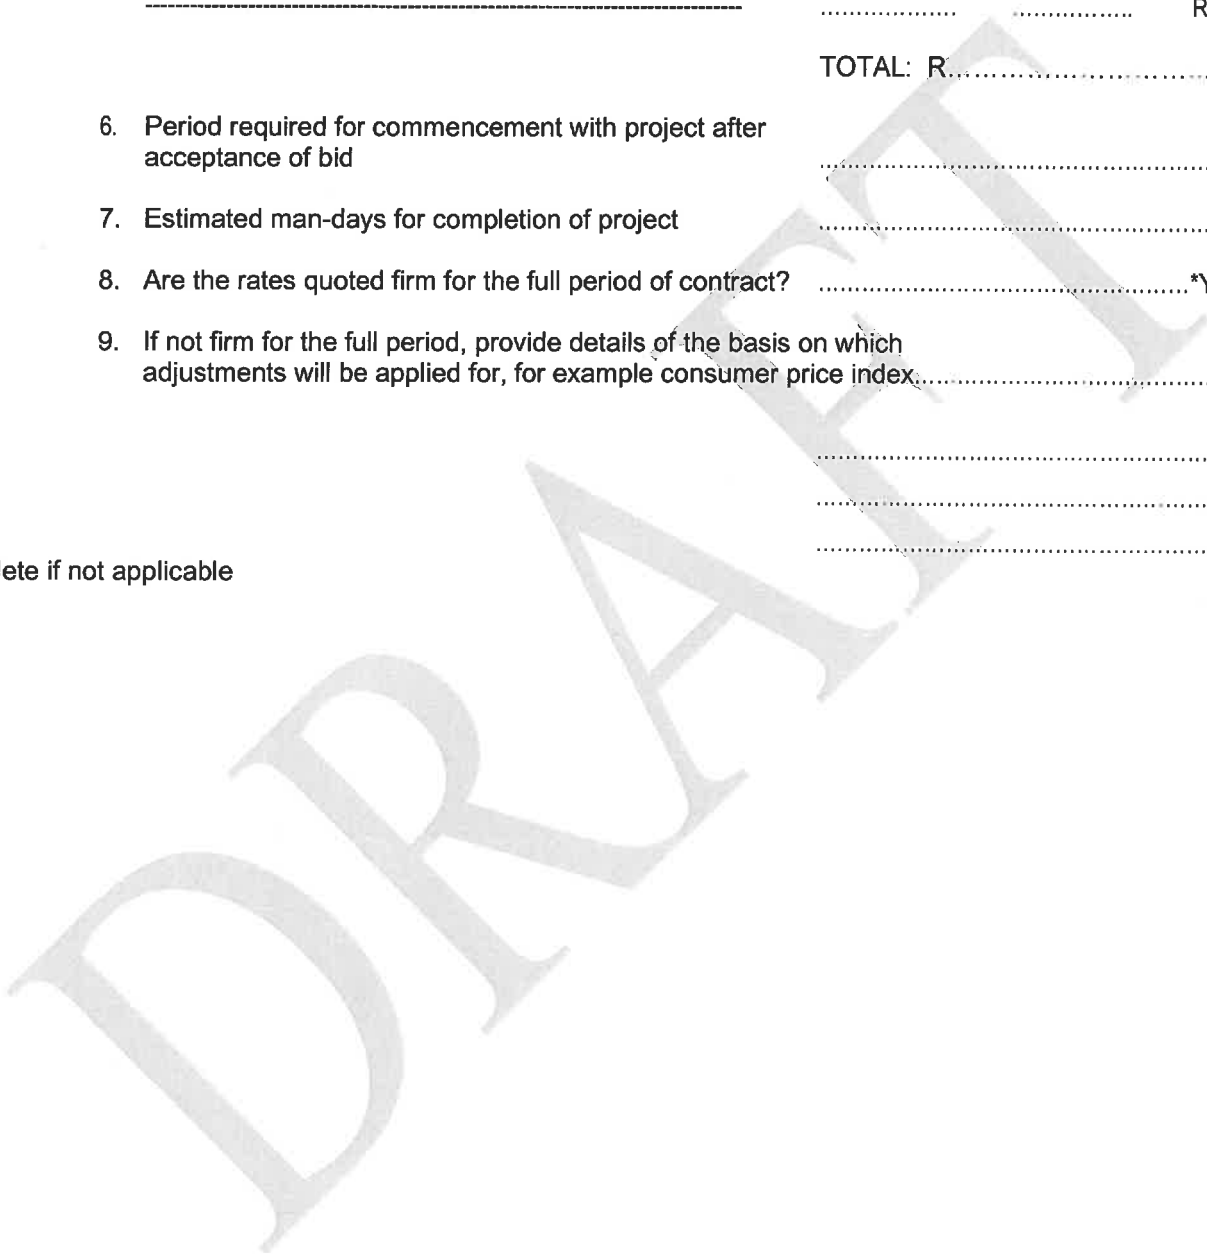 -------------------------------------------------------------------------------- ................... ................. R
TOTAL: R....................................
6. Period required for commencement with project after
acceptance of bid .......................................................
7. Estimated man-days for completion of project .......................................................
8. Are the rates quoted firm for the full period of contract? ...................................................*Y
9. If not firm for the full period, provide details of the basis on which
adjustments will be applied for, for example consumer price index.........................................
.......................................................
.......................................................
.......................................................
ete if not applicable
DRAFT